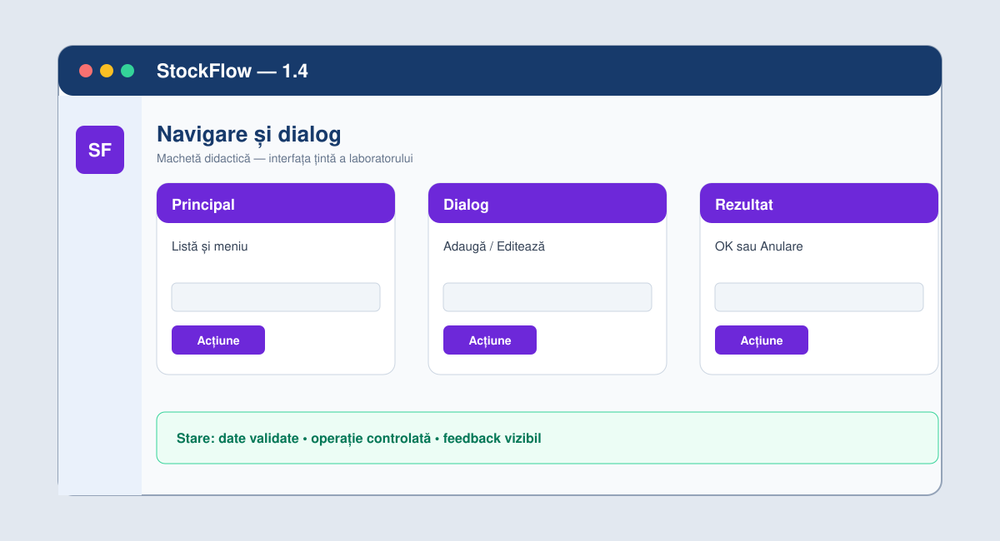 StockFlow — 1.4
SF
Navigare și dialog
Machetă didactică — interfața țintă a laboratorului
Principal
Listă și meniu
Acțiune
Dialog
Adaugă / Editează
Acțiune
Rezultat
OK sau Anulare
Acțiune
Stare: date validate • operație controlată • feedback vizibil